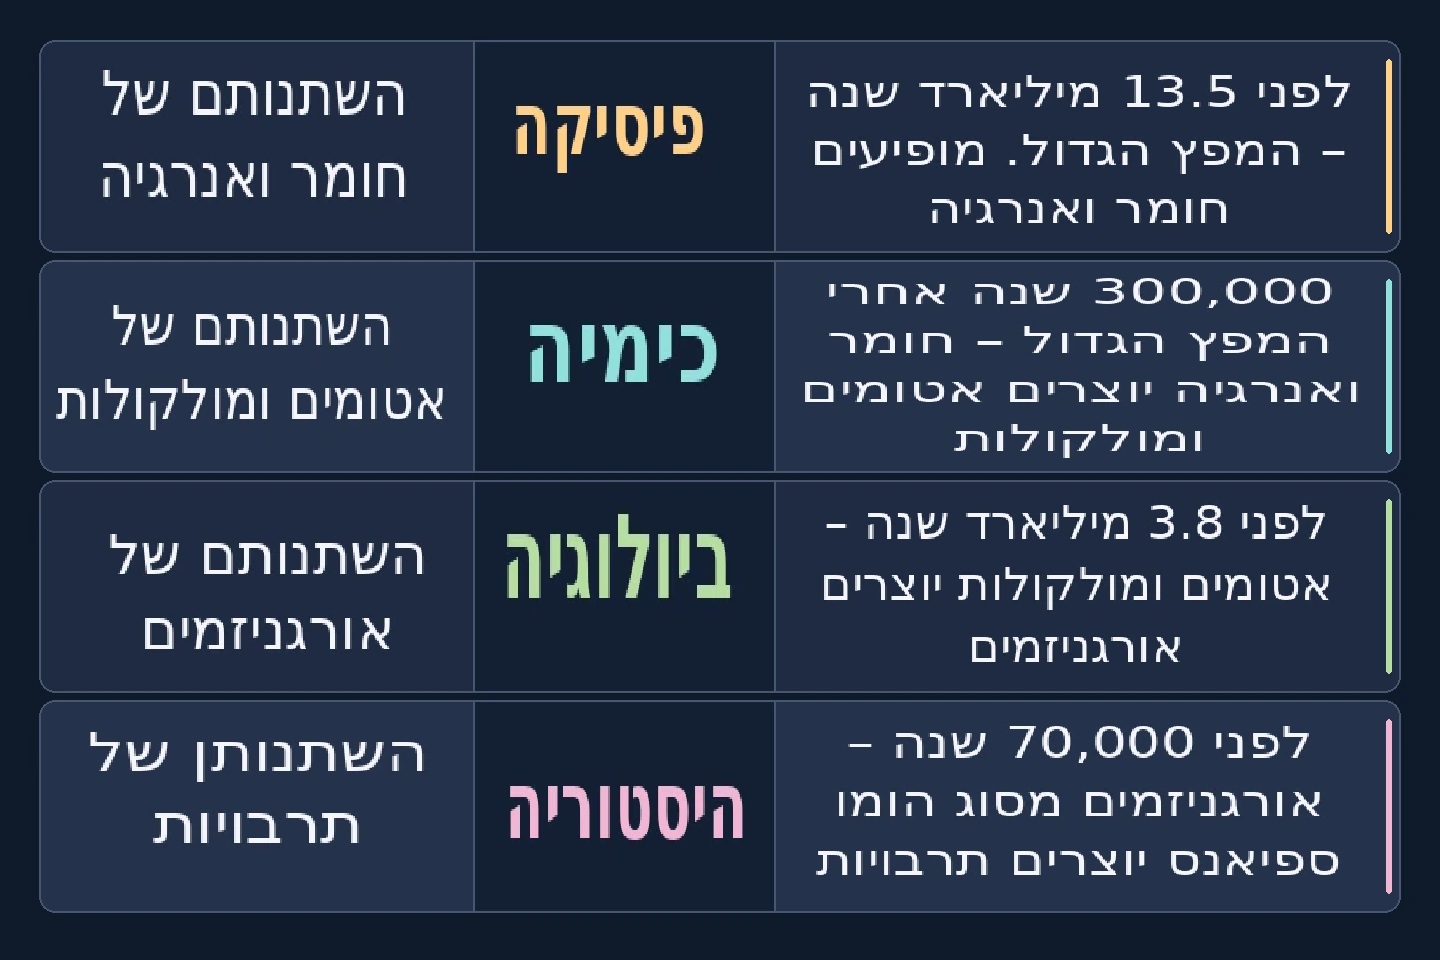 לפני 13.5 מיליארד שנה
– המפץ הגדול. מופיעים
חומר ואנרגיה
פיסיקה
השתנותם של
חומר ואנרגיה
300,000 שנה אחרי
המפץ הגדול – חומר
ואנרגיה יוצרים אטומים
ומולקולות
כימיה
השתנותם של
אטומים ומולקולות
לפני 3.8 מיליארד שנה –
אטומים ומולקולות יוצרים
אורגניזמים
ביולוגיה
השתנותם של
אורגניזמים
לפני 70,000 שנה –
אורגניזמים מסוג הומו
ספיאנס יוצרים תרבויות
היסטוריה
השתנותן של
תרבויות